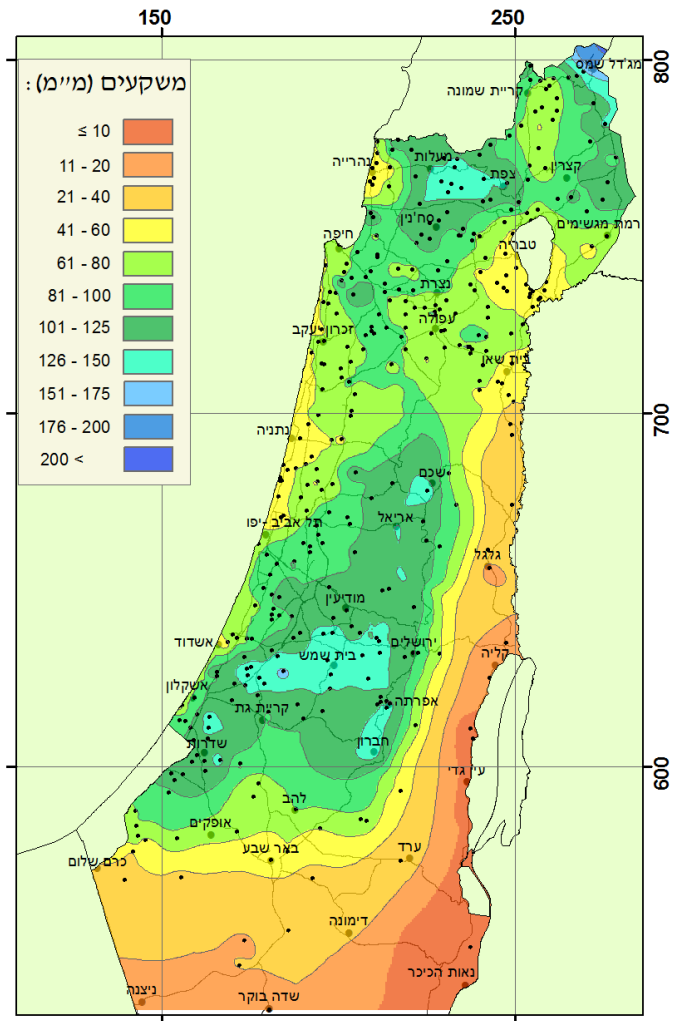 150 250
משקעים (מ״מ):
≤ 10
11 - 20
21 - 40
41 - 60
61 - 80
81 - 100
101 - 125
126 - 150
151 - 175
176 - 200
200 <
800
מג'דל שמס
קריית שמונה
מעלות
נהרייה
צפת
קצרין
סח'נין
רמת מגשימים
חיפה
טבריה
נצרת
עפולה
זכרון יעקב
בית שאן
700
נתניה
שכם
אריאל
תל אביב -יפו
גלגל
מודיעין
אשדוד
ירושלים
בית שמש
קליה
אשקלון
אפרתה
קריית גת
שדרות
חברון
600
עין גדי
להב
אופקים
באר שבע
ערד
כרם שלום
דימונה
נאות הכיכר
ניצנה
שדה בוקר